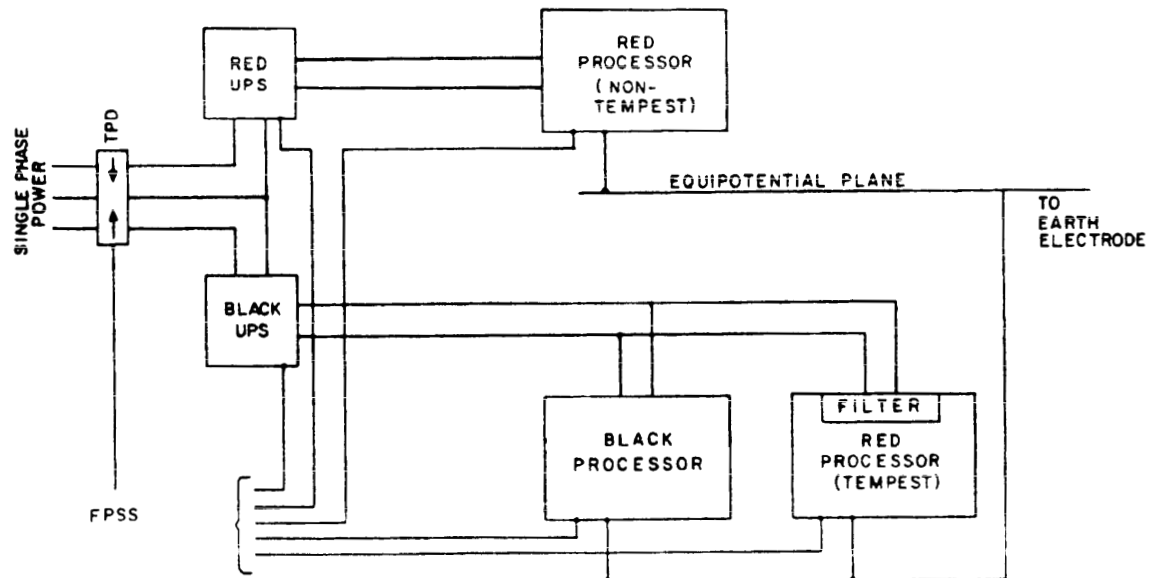 RED
UPS
RED
PROCESSOR
(NON-
TEMPEST)
TPD
SINGLE PHASE
POWER
EQUIPOTENTIAL PLANE
TO
EARTH
ELECTRODE
BLACK
UPS
FILTER
BLACK
PROCESSOR
RED
PROCESSOR
(TEMPEST)
FPSS